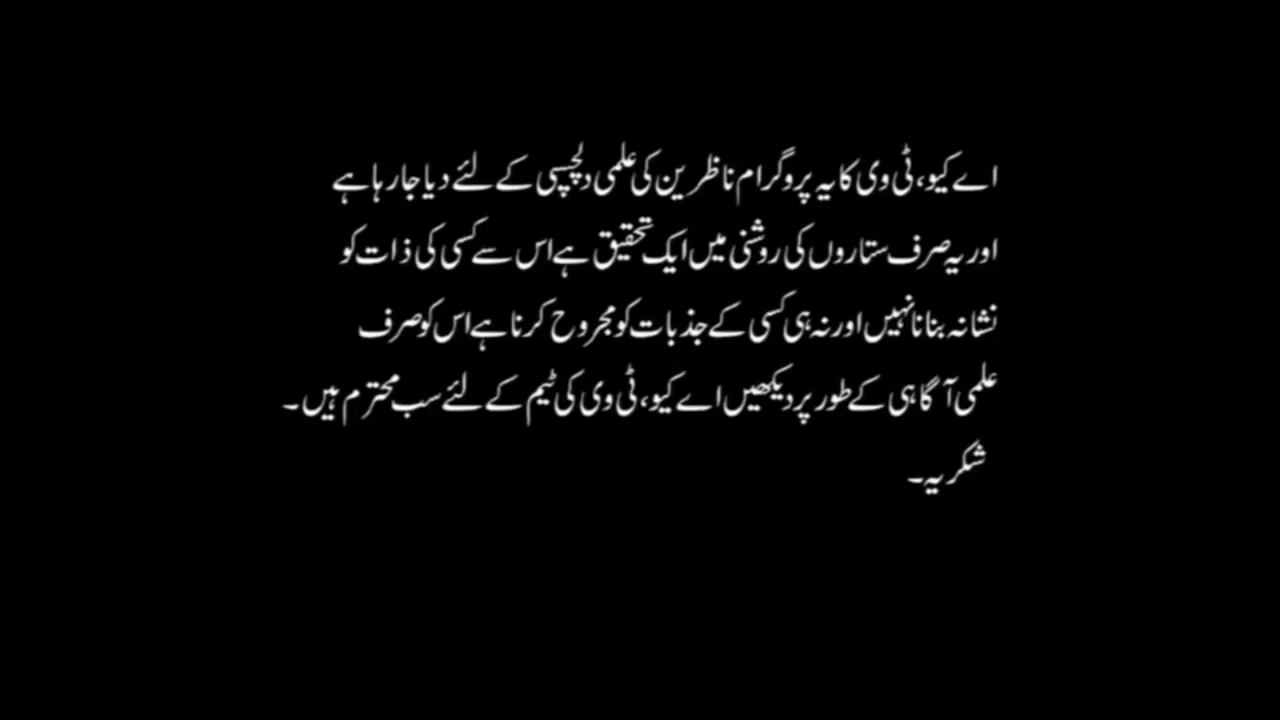 اے کیو، ٹی وی کا یہ پروگرام ناظرین کی علمی دلچسپی کے لئے دیا جا رہا ہے
اور یہ صرف ستاروں کی روشنی میں ایک تحقیق ہے اس سے کسی کی ذات کو
نشانہ بنانا نہیں اور نہ ہی کسی کے جذبات کو مجروح کرنا ہے اس کو صرف
علمی آگاہی کے طور پر دیکھیں اے کیو، ٹی وی کی ٹیم کے لئے سب محترم ہیں۔
شکریہ۔